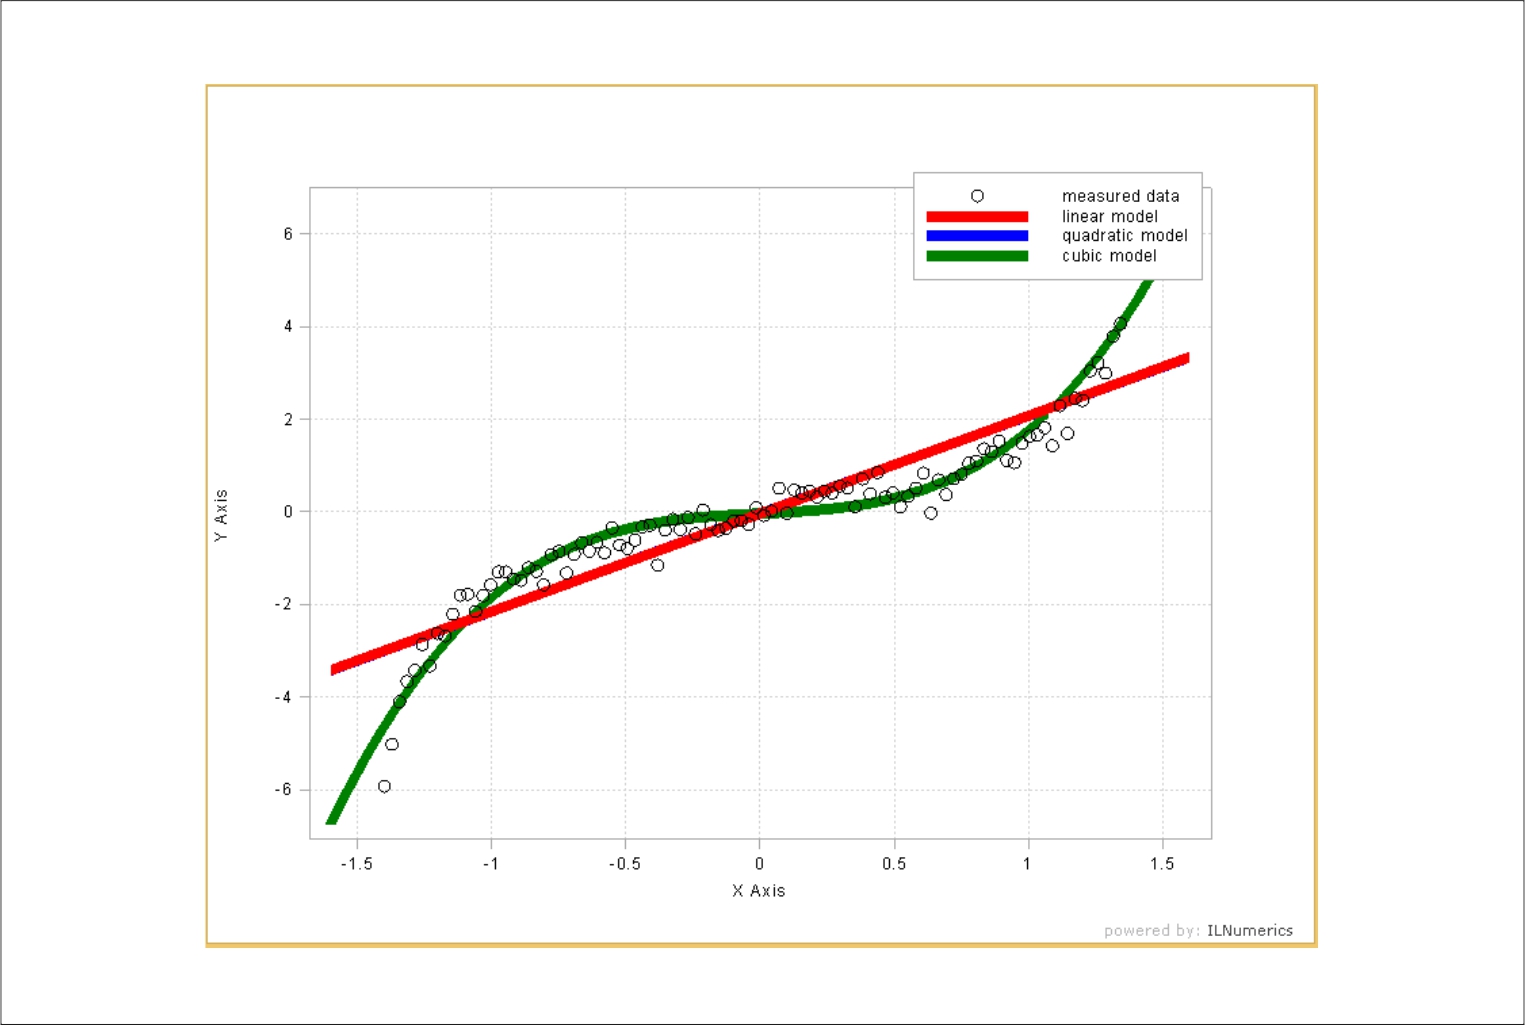 measured data
linear model
quadratic model
cubic model
6
4
2
0
-2
-4
-6
Y Axis
-1.5 -1 -0.5 0 0.5 1 1.5
X Axis
powered by: ILNumerics